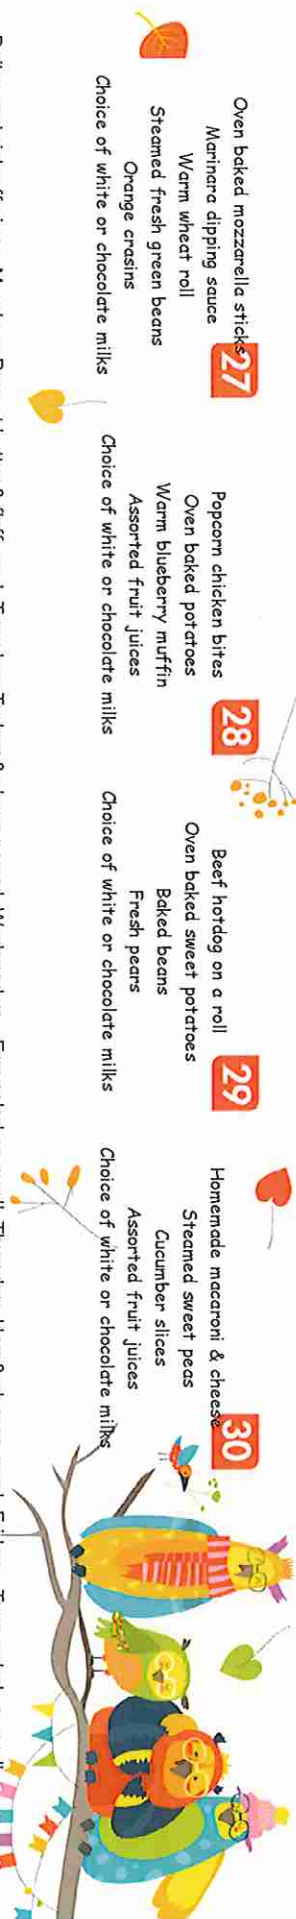 27
Oven baked mozzarella sticks
Marinara dipping sauce
Warm wheat roll
Steamed fresh green beans
Orange crasins
Choice of white or chocolate milks
28
Popcorn chicken bites
Oven baked potatoes
Warm blueberry muffin
Assorted fruit juices
Choice of white or chocolate milks
29
Beef hotdog on a roll
Oven baked sweet potatoes
Baked beans
Fresh pears
Choice of white or chocolate milks
30
Homemade macaroni & cheese
Steamed sweet peas
Cucumber slices
Assorted fruit juices
Choice of white or chocolate milks